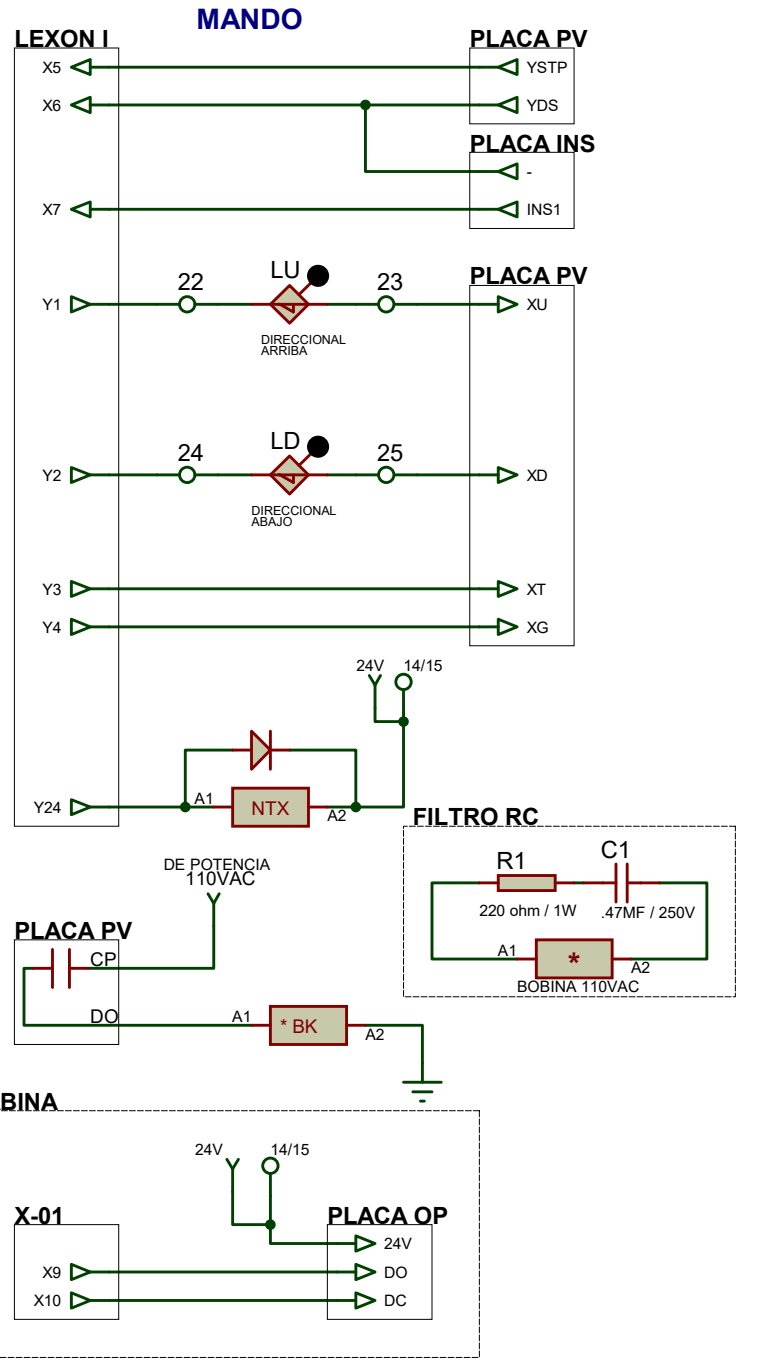 MANDO
LEXON I
PLACA PV
X5
YSTP
X6
YDS
PLACA INS
-
X7
INS1
PLACA PV
22
LU
23
Y1
XU
DIRECCIONAL
ARRIBA
24
LD
25
Y2
XD
DIRECCIONAL
ABAJO
Y3
XT
Y4
XG
24V
14/15
Y24
A1
NTX
A2
FILTRO RC
R1
C1
220 ohm / 1W
.47MF / 250V
A1
*
A2
BOBINA 110VAC
DE POTENCIA
110VAC
PLACA PV
CP
DO
A1
* BK
A2
BINA
24V
14/15
X-01
PLACA OP
24V
X9
DO
X10
DC